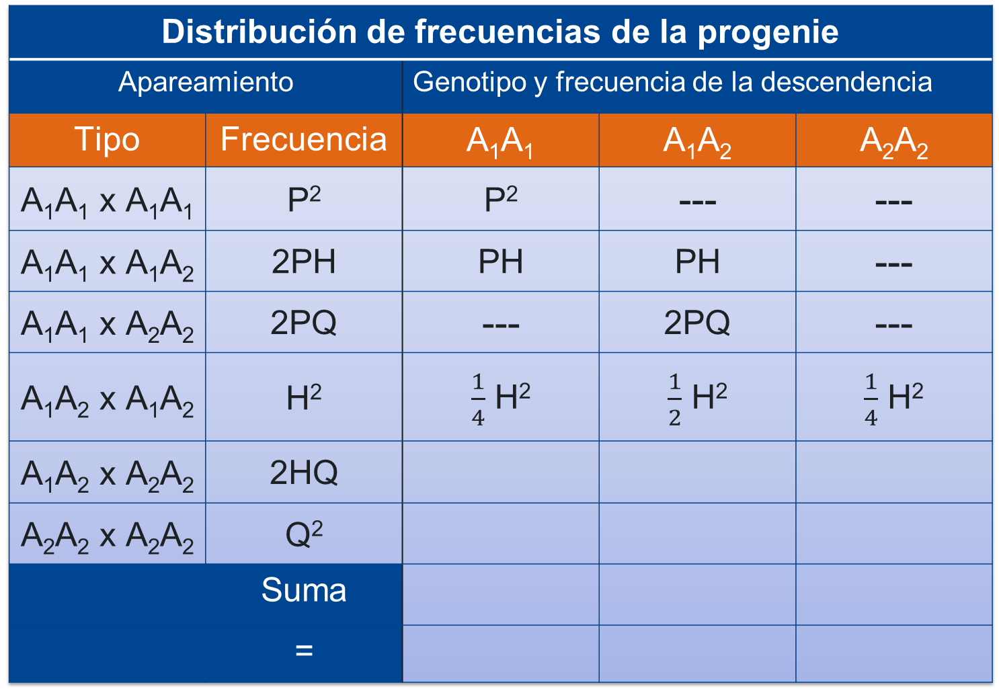 Distribución de frecuencias de la progenie
Apareamiento Genotipo y frecuencia de la descendencia
Tipo Frecuencia A₁A₁ A₁A₂ A₂A₂
A₁A₁ x A₁A₁ P² P² --- ---
A₁A₁ x A₁A₂ 2PH PH PH ---
A₁A₁ x A₂A₂ 2PQ --- 2PQ ---
A₁A₂ x A₁A₂ H² 1/4 H² 1/2 H² 1/4 H²
A₁A₂ x A₂A₂ 2HQ
A₂A₂ x A₂A₂ Q²
Suma
=